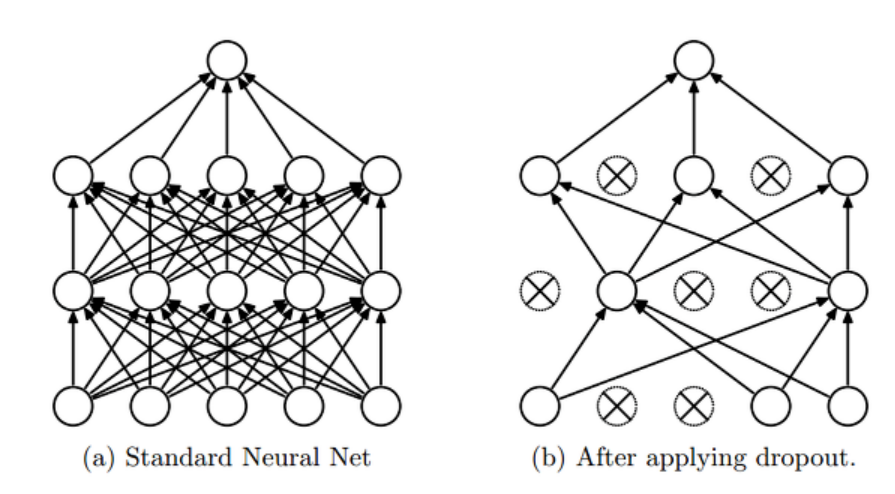 (a) Standard Neural Net
(b) After applying dropout.